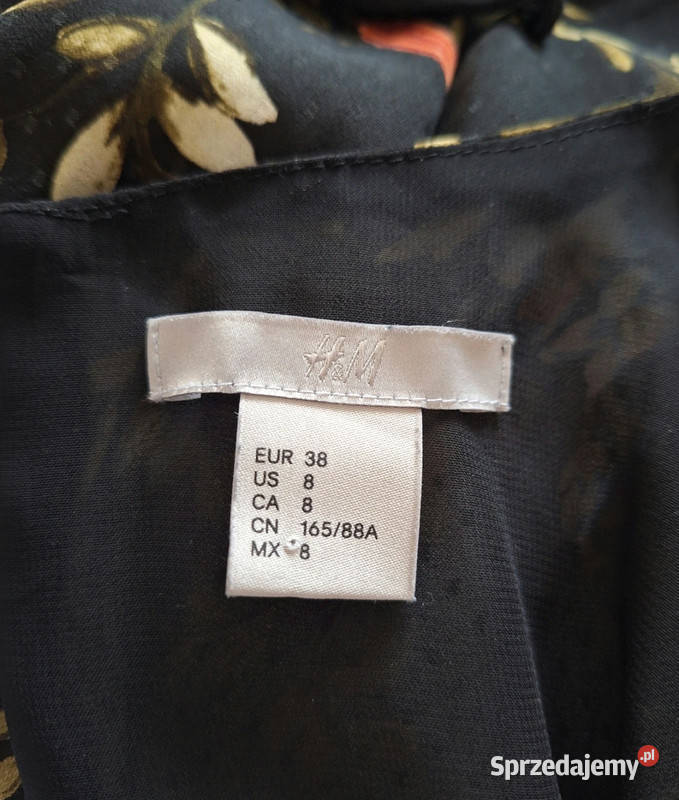 H&M
EUR 38
US 8
CA 8
CN 165/88A
MX 8
Sprzedajemy.pl